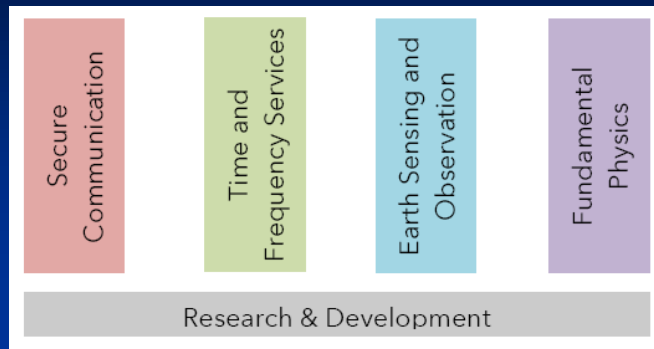 Secure
Communication
Time and
Frequency Services
Earth Sensing and
Observation
Fundamental
Physics
Research & Development